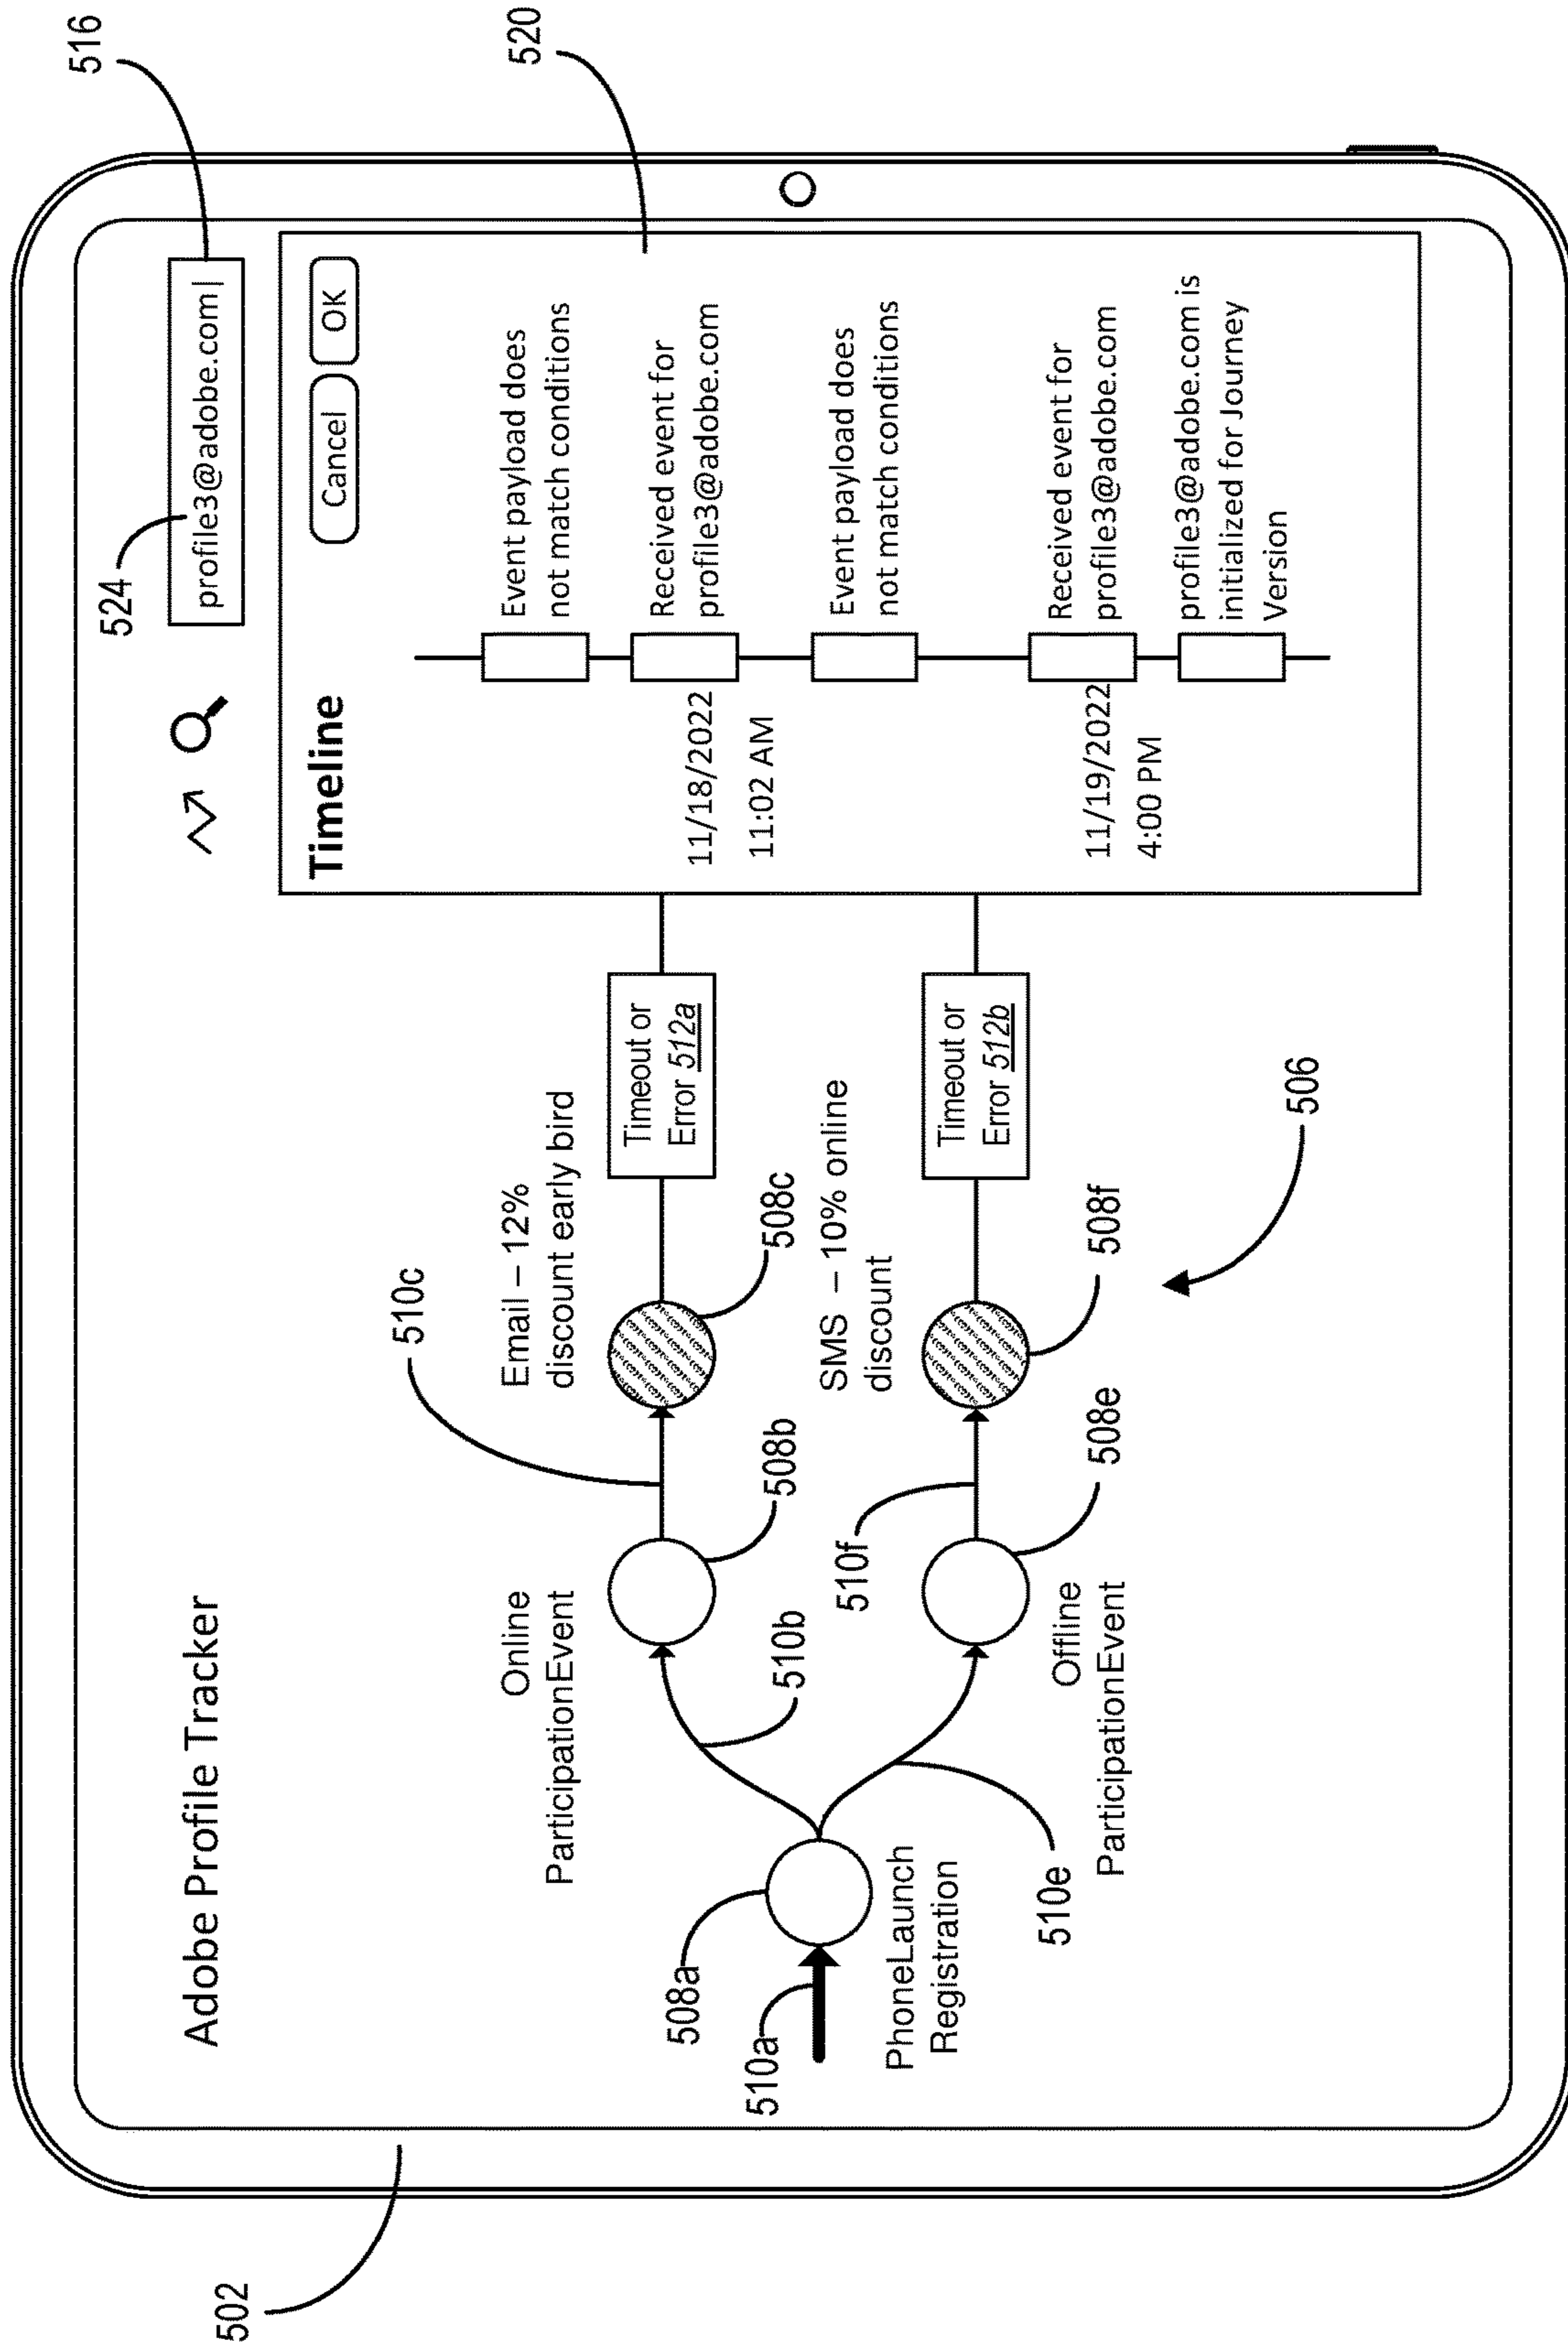 502
516
524
Adobe Profile Tracker
profile3@adobe.com|
520
510c
Online
ParticipationEvent
Email – 12%
discount early bird
508a
510a
PhoneLaunch
Registration
510b
508b
508c
Timeout or
Error 512a
510f
SMS – 10% online
discount
510e
Offline
ParticipationEvent
508e
508f
Timeout or
Error 512b
506
Timeline
Cancel
OK
Event payload does
not match conditions
11/18/2022
11:02 AM
Received event for
profile3@adobe.com
Event payload does
not match conditions
11/19/2022
4:00 PM
Received event for
profile3@adobe.com
profile3@adobe.com is
initialized for Journey
Version